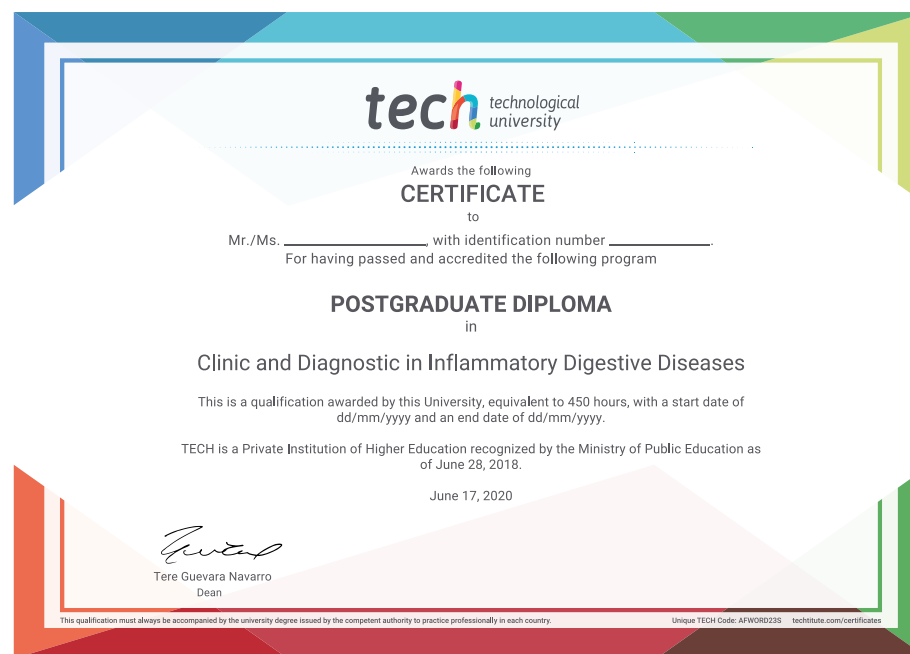 tech technological
university
Awards the following
CERTIFICATE
to
Mr./Ms. ________________, with identification number ____________.
For having passed and accredited the following program
POSTGRADUATE DIPLOMA
in
Clinic and Diagnostic in Inflammatory Digestive Diseases
This is a qualification awarded by this University, equivalent to 450 hours, with a start date of
dd/mm/yyyy and an end date of dd/mm/yyyy.
TECH is a Private Institution of Higher Education recognized by the Ministry of Public Education as
of June 28, 2018.
June 17, 2020
Tere Guevara Navarro
Dean
This qualification must always be accompanied by the university degree issued by the competent authority to practice professionally in each country.
Unique TECH Code: AFWORD23S techtitute.com/certificates